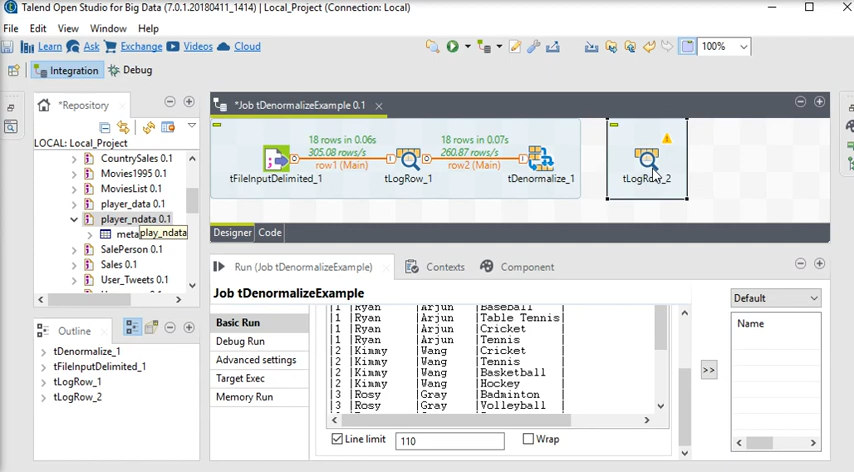 Talend Open Studio for Big Data (7.0.1.20180411_1414) | Local_Project (Connection: Local)
File Edit View Window Help
Learn Ask Exchange Videos Cloud
100%
Integration Debug
*Repository
LOCAL: Local_Project
CountrySales 0.1
Movies1995 0.1
MoviesList 0.1
player_data 0.1
player_ndata 0.1
meta
play_ndata
SalePerson 0.1
Sales 0.1
User_Tweets 0.1
*Job tDenormalizeExample 0.1
18 rows in 0.06s
305.08 rows/s
row1 (Main)
18 rows in 0.07s
260.87 rows/s
row2 (Main)
tFileInputDelimited_1
tLogRow_1
tDenormalize_1
tLogRow_2
Designer Code
Run (Job tDenormalizeExample) Contexts Component
Job tDenormalizeExample
Basic Run
Debug Run
Advanced settings
Target Exec
Memory Run
|1 |Ryan |Arjun |Baseball |
|1 |Ryan |Arjun |Table Tennis|
|1 |Ryan |Arjun |Cricket |
|1 |Ryan |Arjun |Tennis |
|2 |Kimmy |Wang |Cricket |
|2 |Kimmy |Wang |Tennis |
|2 |Kimmy |Wang |Basketball |
|2 |Kimmy |Wang |Hockey |
|3 |Rosy |Gray |Badminton |
|3 |Rosy |Gray |Volleyball |
Line limit 110 Wrap
>>
Default
Name
Outline
tDenormalize_1
tFileInputDelimited_1
tLogRow_1
tLogRow_2